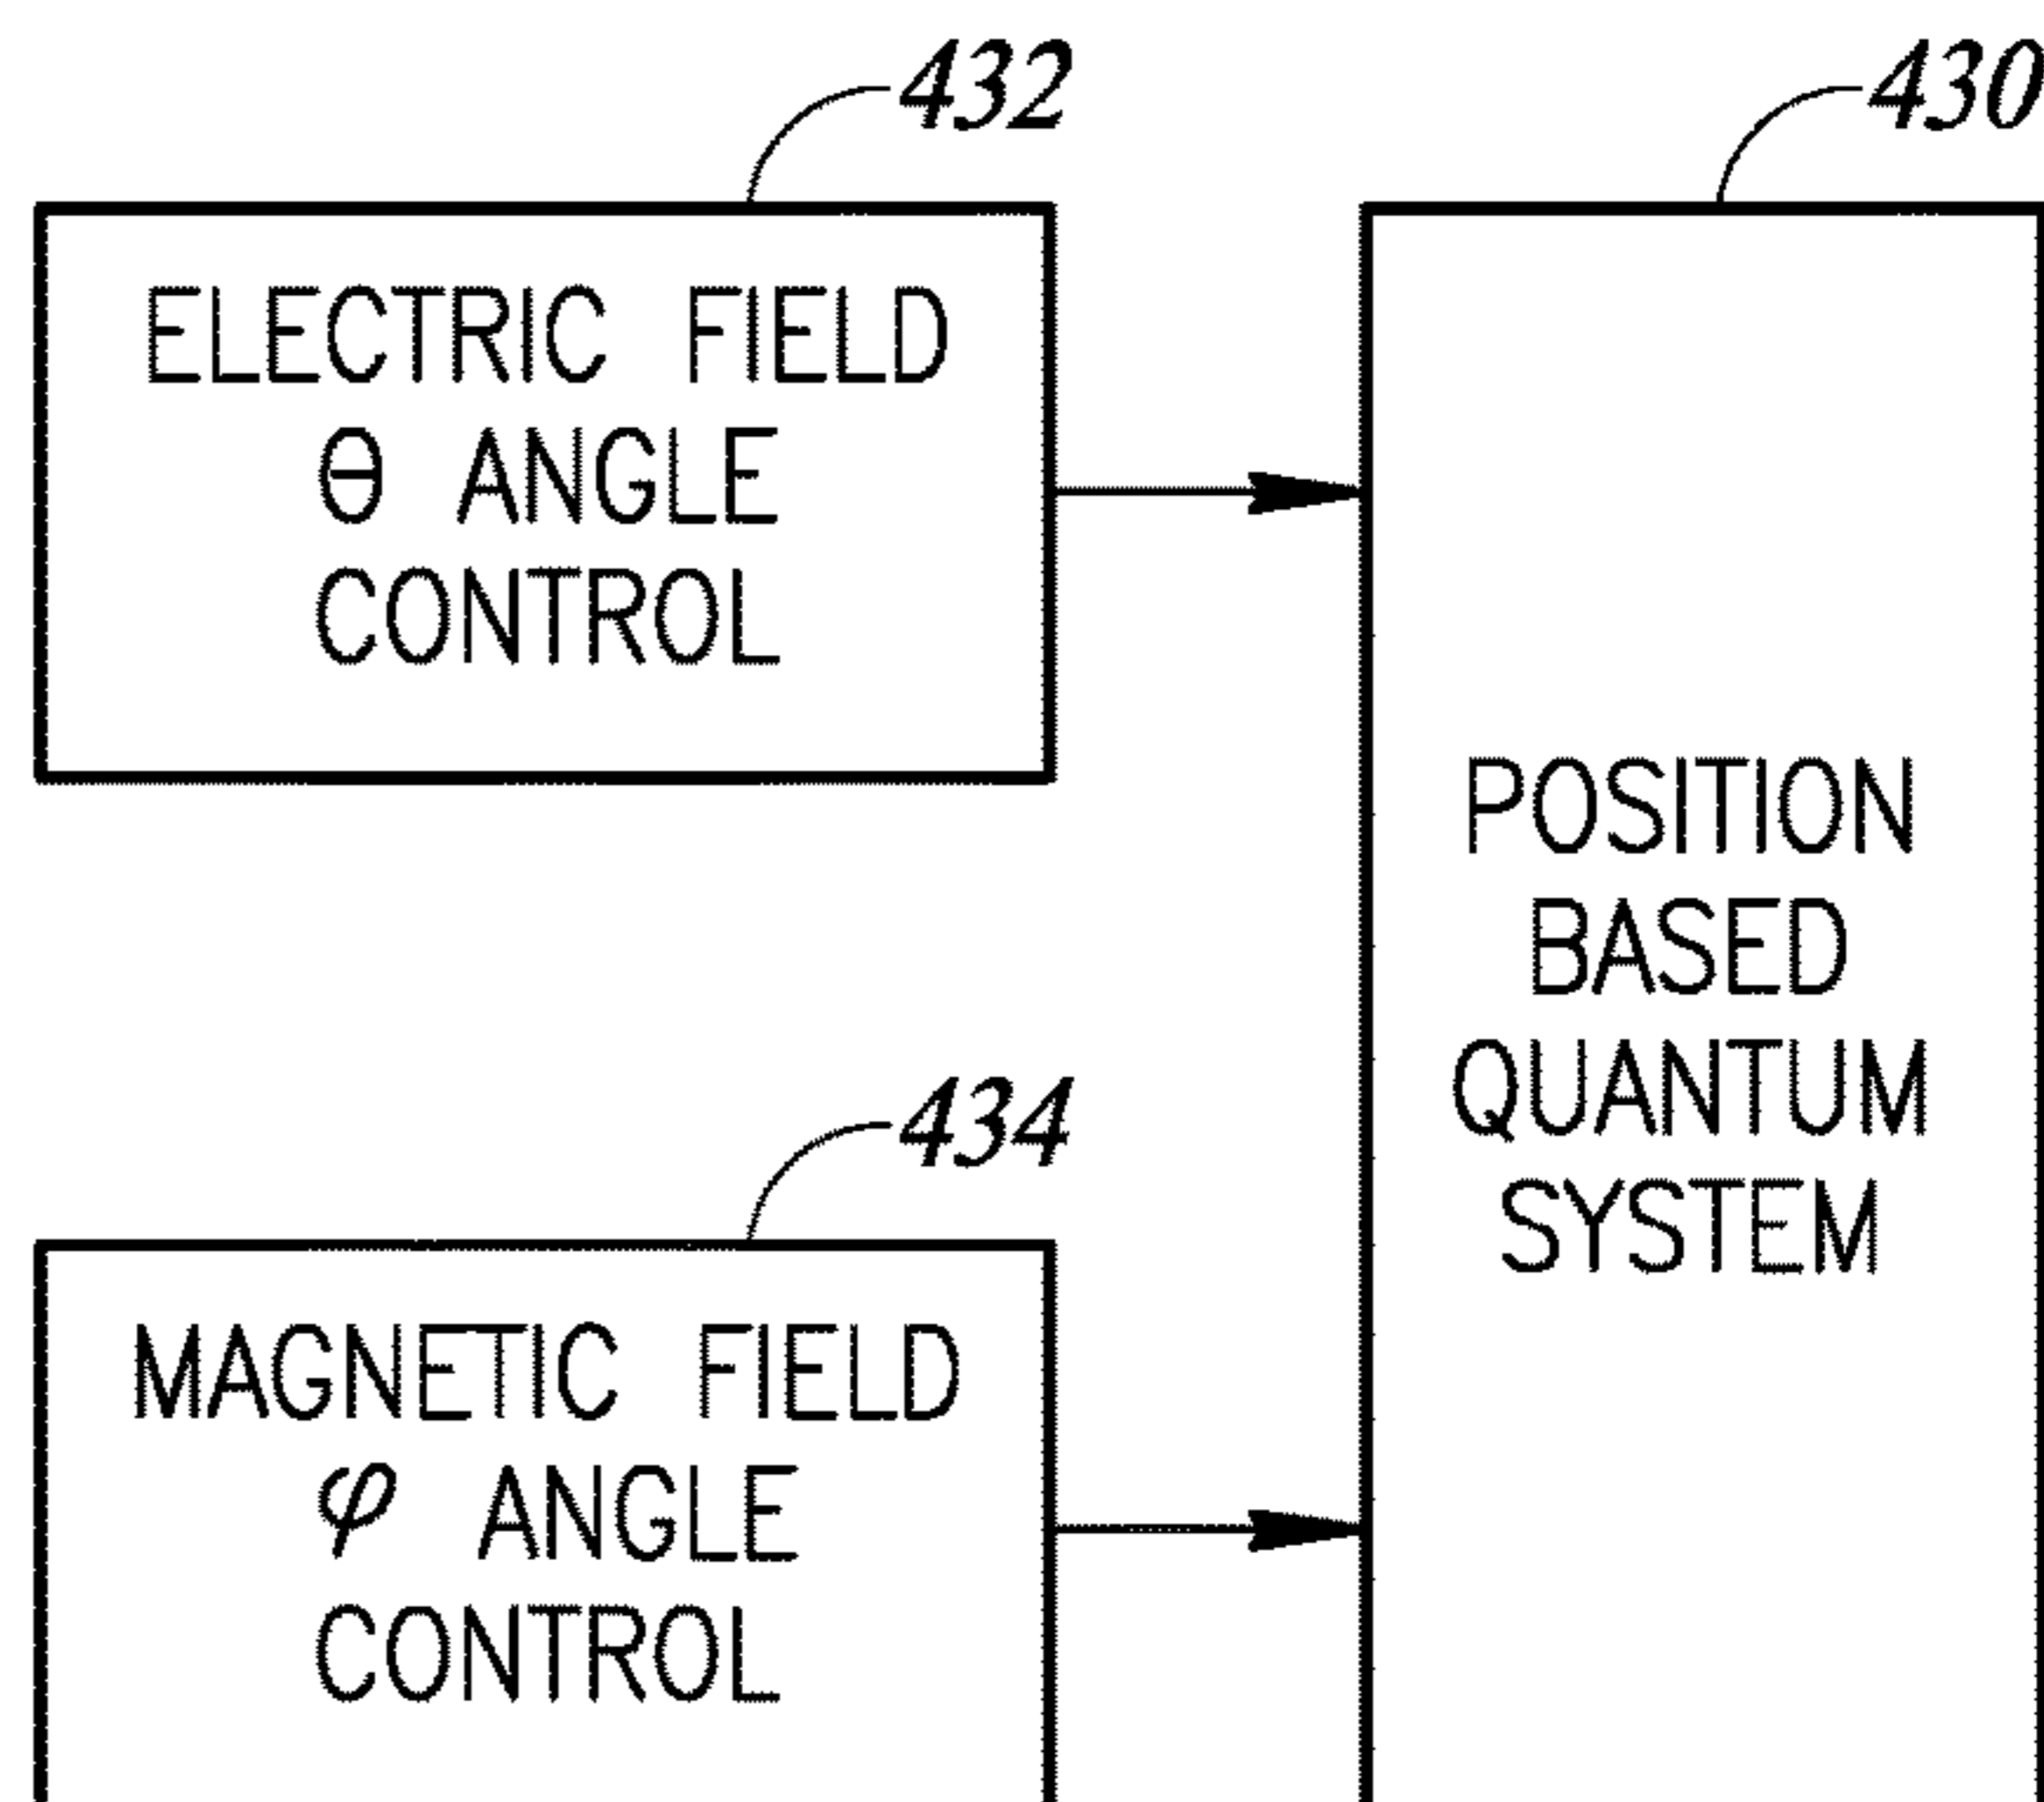 432
ELECTRIC FIELD
θ ANGLE
CONTROL
430
POSITION
BASED
QUANTUM
SYSTEM
434
MAGNETIC FIELD
φ ANGLE
CONTROL